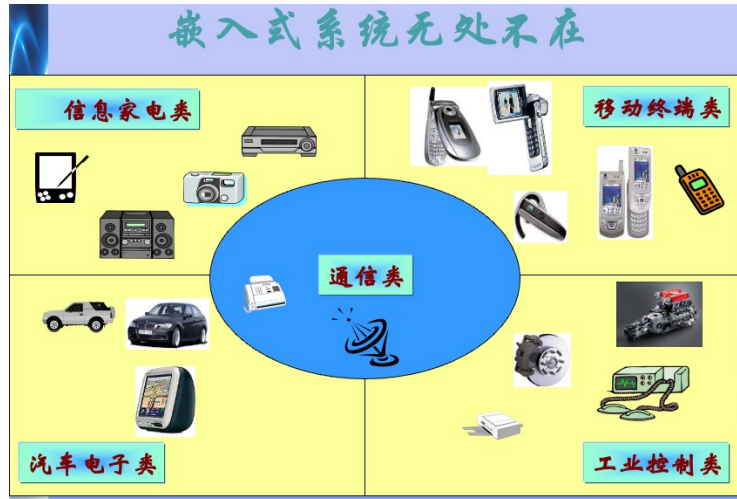 嵌入式系统无处不在
信息家电类
移动终端类
通信类
汽车电子类
工业控制类